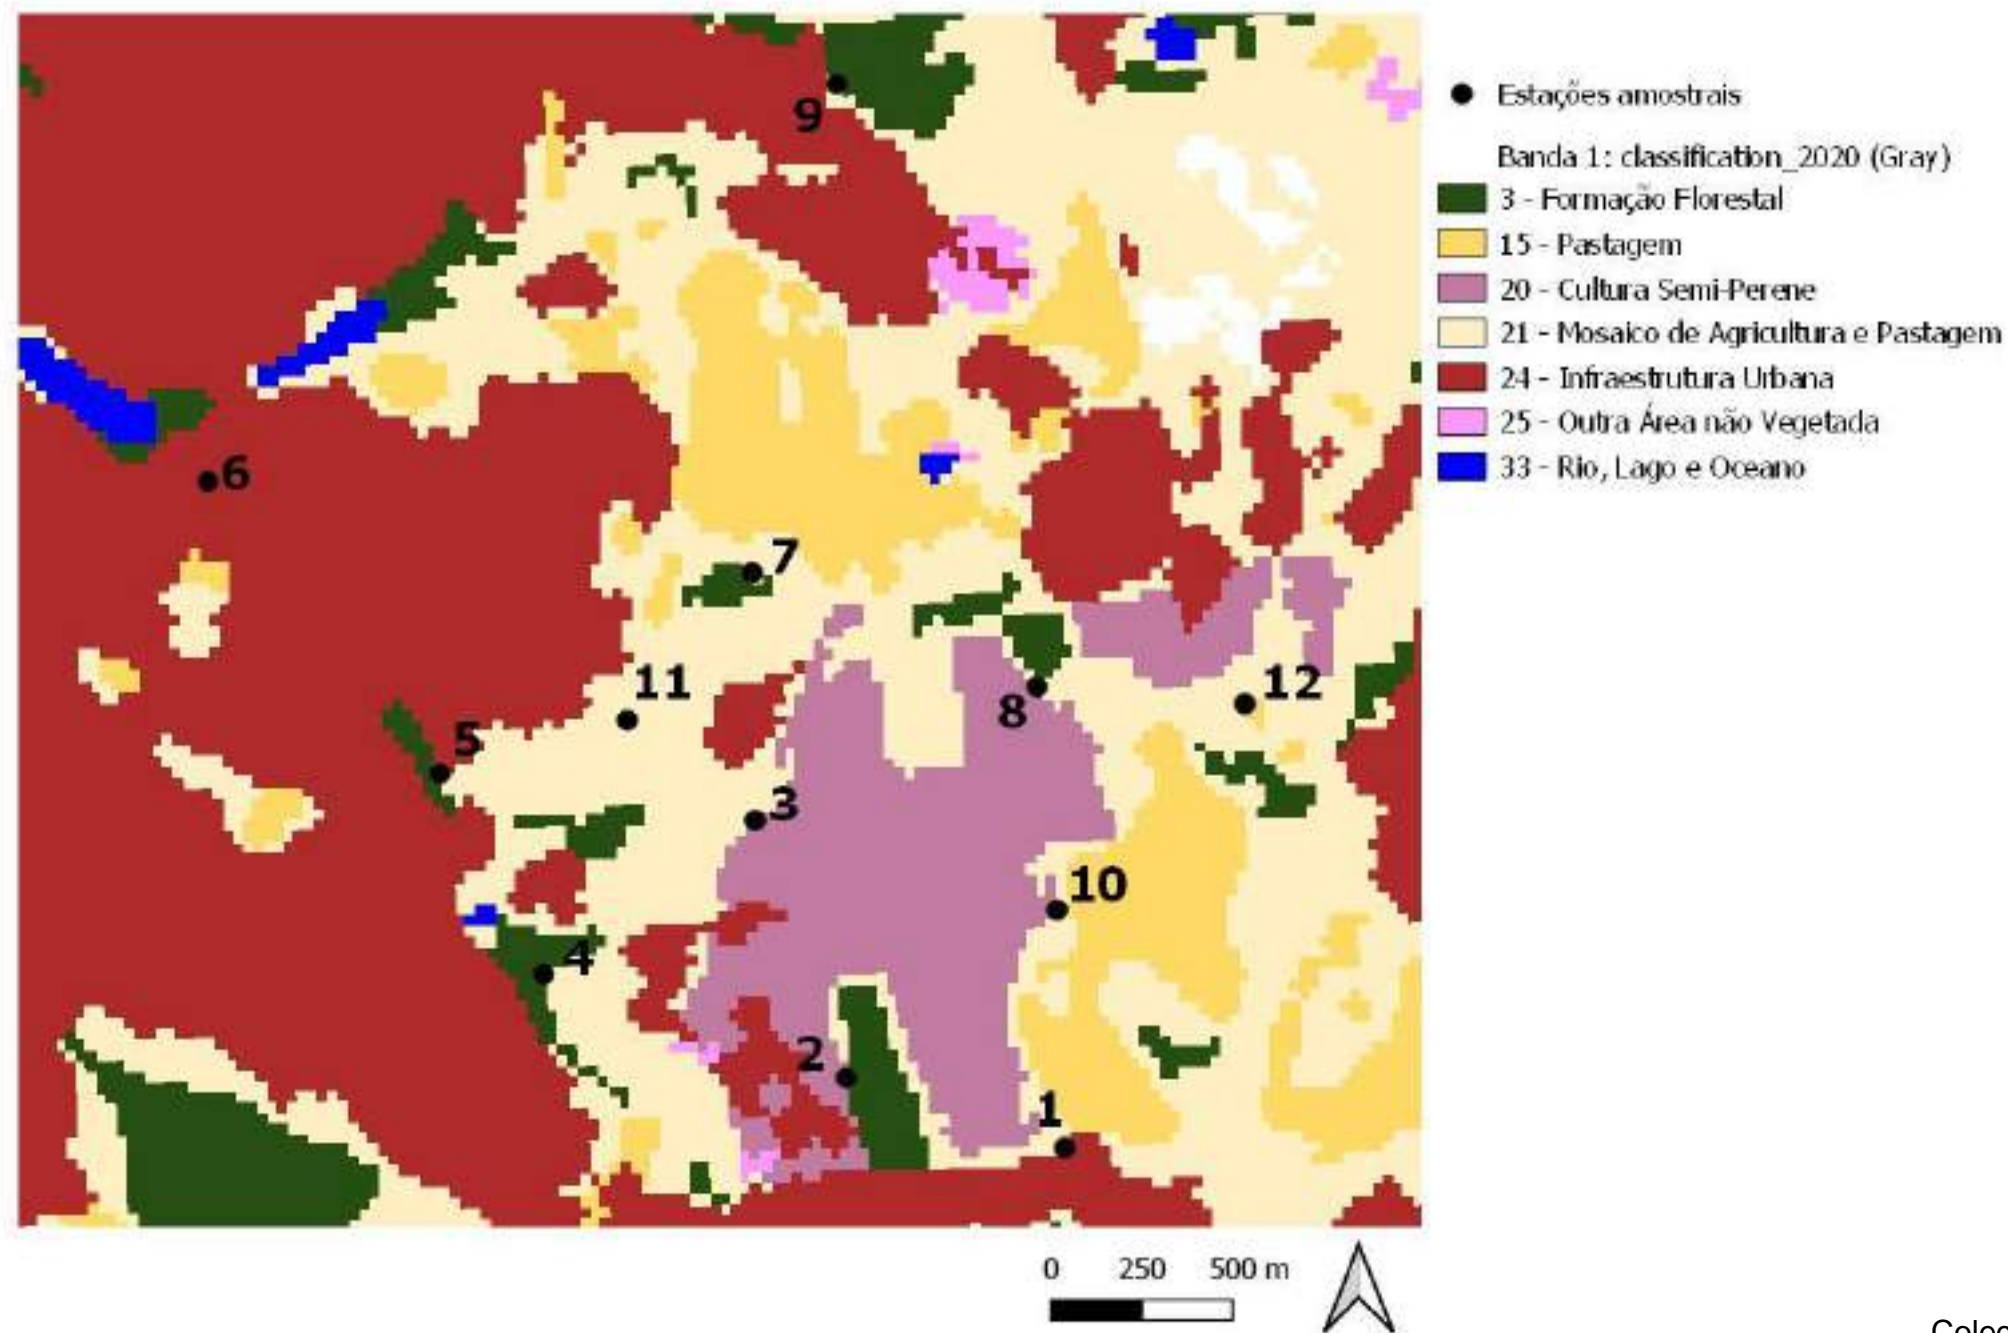 9
6
7
11
12
8
5
3
10
4
2
1
Estações amostrais
Banda 1: classification_2020 (Gray)
3 - Formação Florestal
15 - Pastagem
20 - Cultura Semi-Perene
21 - Mosaico de Agricultura e Pastagem
24 - Infraestrutura Urbana
25 - Outra Área não Vegetada
33 - Rio, Lago e Oceano
0 250 500 m